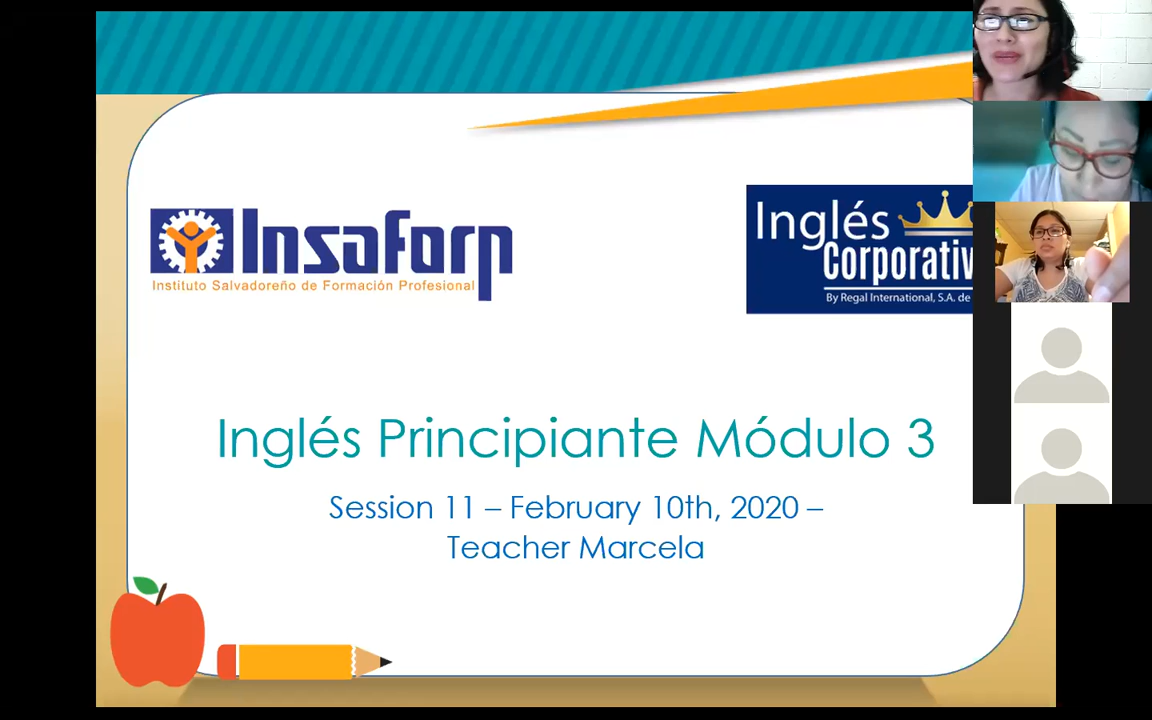 Insaforp
Instituto Salvadoreño de Formación Profesional
Inglés
Corporativ
By Regal International, S.A. de
Inglés Principiante Módulo 3
Session 11 – February 10th, 2020 –
Teacher Marcela